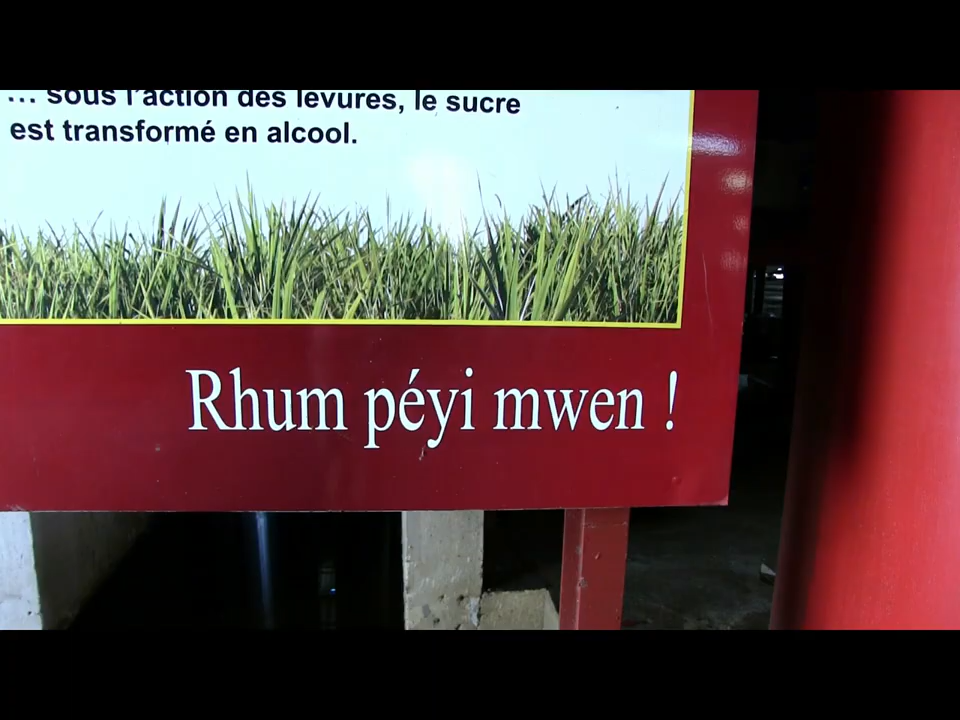 ... sous l'action des levures, le sucre
est transformé en alcool.
Rhum péyi mwen !